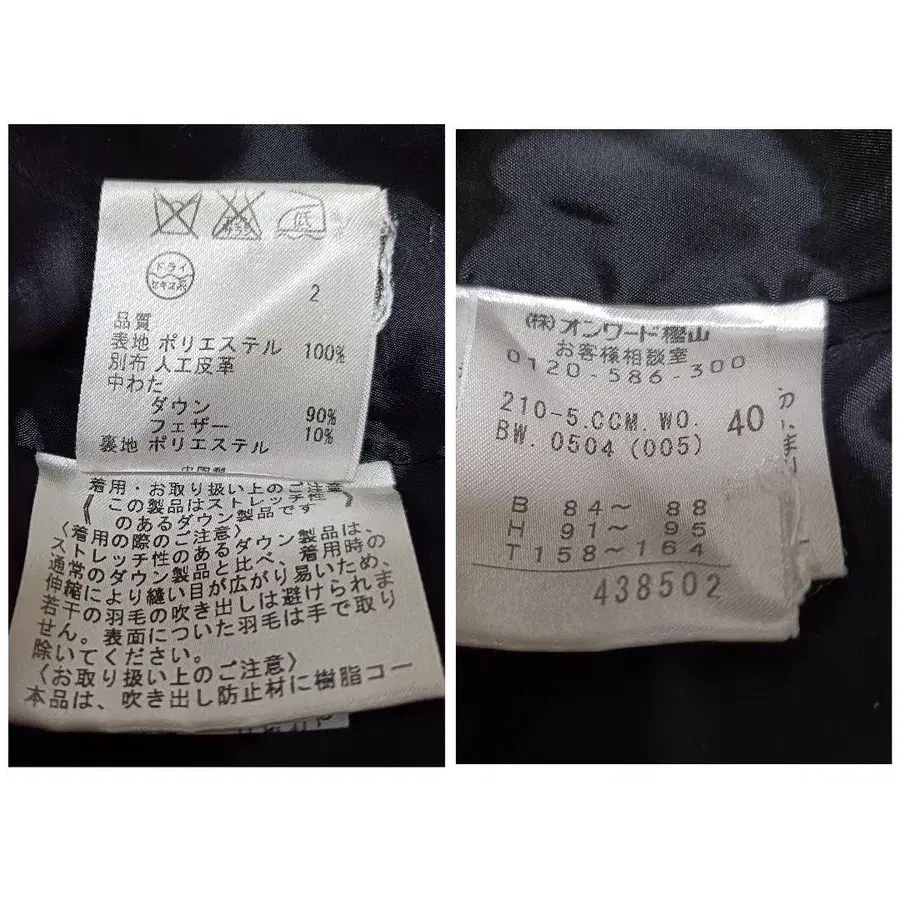 エンソ
サラシ
低
ドライ
セキユ系
2
品質
表地 ポリエステル 100%
別布 人工皮革
中わた
ダウン 90%
フェザー 10%
裏地 ポリエステル
中国製
着用・お取り扱い上のご注意
《この製品はストレッチ性
のあるダウン製品です》
〈着用の際のご注意〉
ストレッチ性のあるダウン製品は、
通常のダウン製品と比べ、着用時の
伸縮により縫い目が広がり易いため、
若干の羽毛の吹き出しは避けられま
せん。表面についた羽毛は手で取り
除いてください。
〈お取り扱い上のご注意〉
本品は、吹き出し防止材に樹脂コー
(株)オンワード樫山
お客様相談室
0120-586-300
210-5.CCM.WO. 40
BW. 0504 (005)
B 84~ 88
H 91~ 95
T 158~164
438502